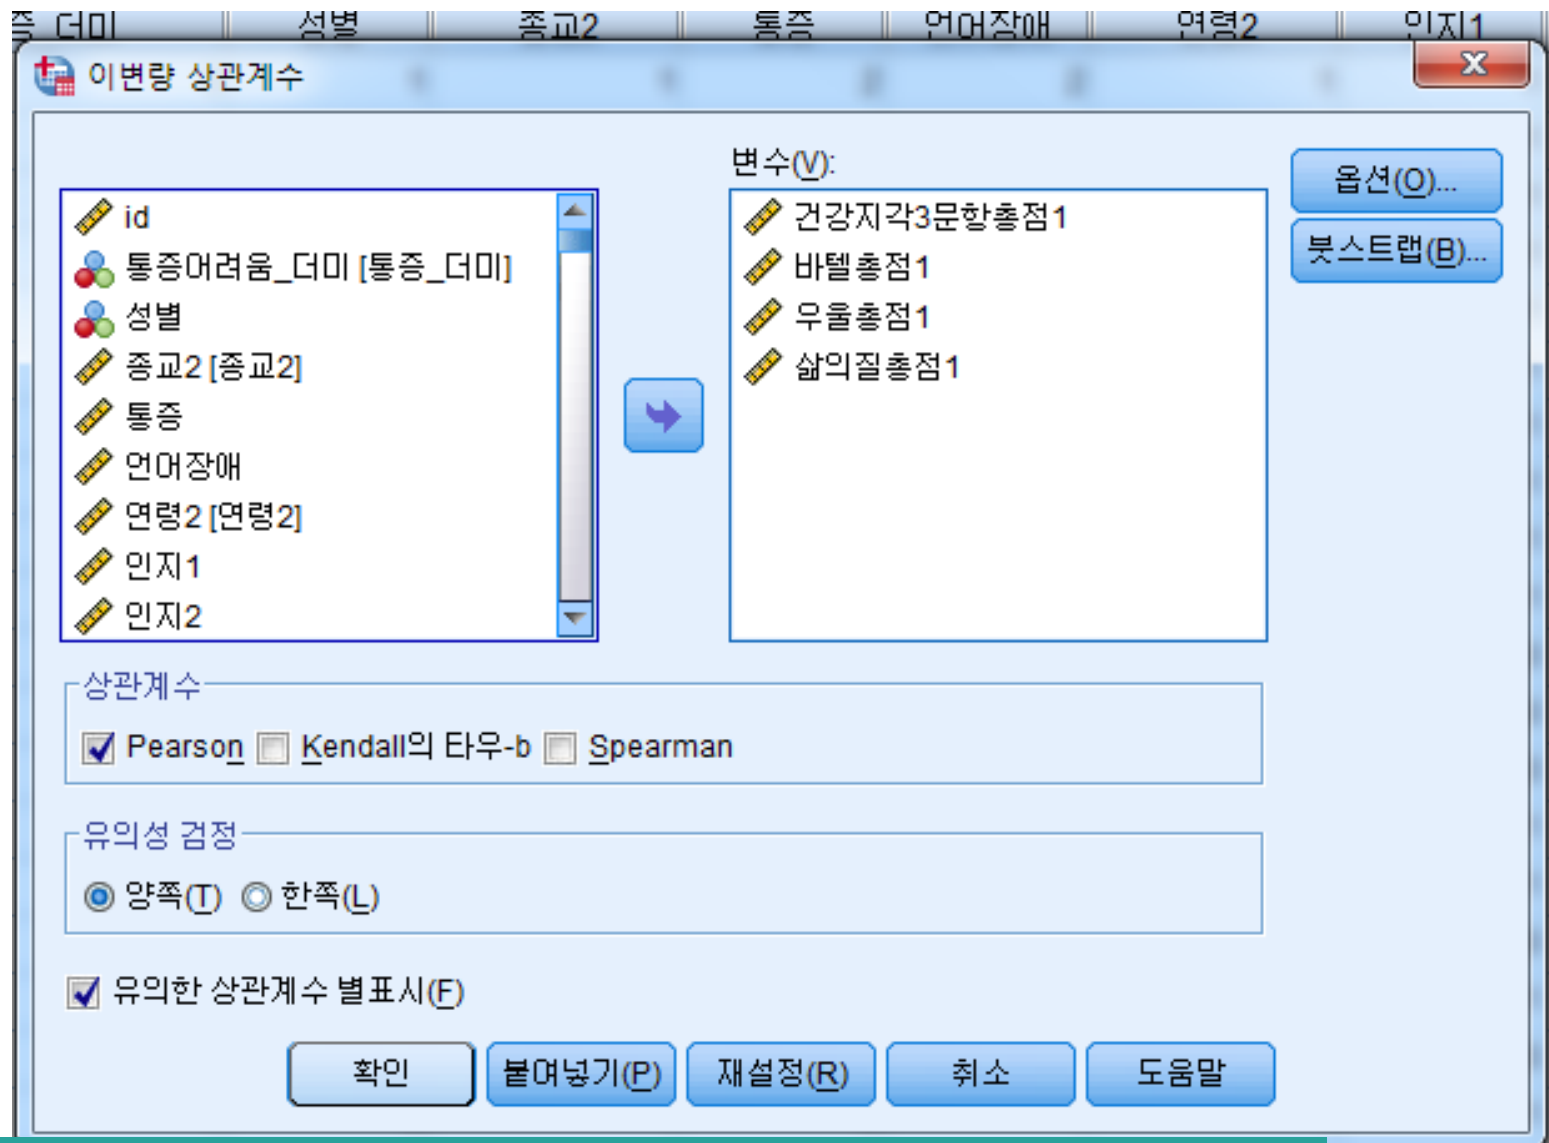 증_더미 성별 종교2 통증 언어장애 연령2 인지1
이변량 상관계수
변수(V):
id
통증어려움_더미 [통증_더미]
성별
종교2 [종교2]
통증
언어장애
연령2 [연령2]
인지1
인지2
건강지각3문항총점1
바텔총점1
우울총점1
삶의질총점1
옵션(O)...
붓스트랩(B)...
상관계수
Pearson Kendall의 타우-b Spearman
유의성 검정
양쪽(T) 한쪽(L)
유의한 상관계수 별표시(F)
확인 붙여넣기(P) 재설정(R) 취소 도움말